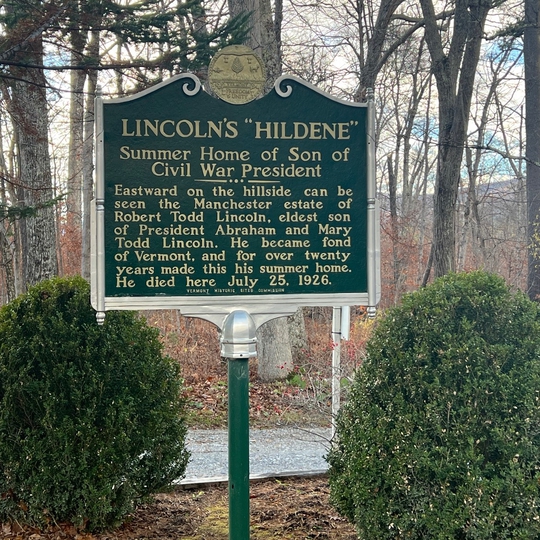 LINCOLN'S "HILDENE"
Summer Home of Son of
Civil War President
Eastward on the hillside can be
seen the Manchester estate of
Robert Todd Lincoln, eldest son
of President Abraham and Mary
Todd Lincoln. He became fond
of Vermont, and for over twenty
years made this his summer home.
He died here July 25, 1926.
VERMONT HISTORIC SITES COMMISSION